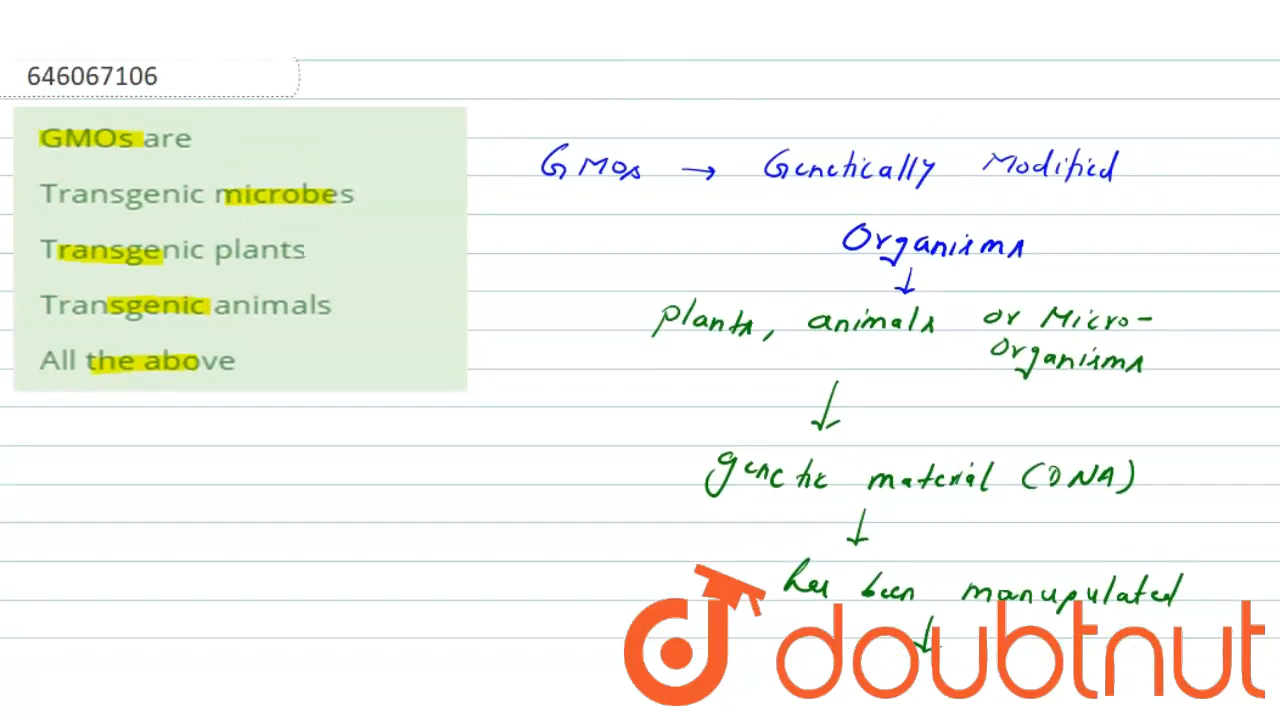 646067106
GMOs are
Transgenic microbes
Transgenic plants
Transgenic animals
All the above
GMOs → Genetically Modified
Organisms
↓
plants, animals or Micro-
Organisms
↓
genetic material (DNA)
↓
has been manupulated
↓
doubtnut